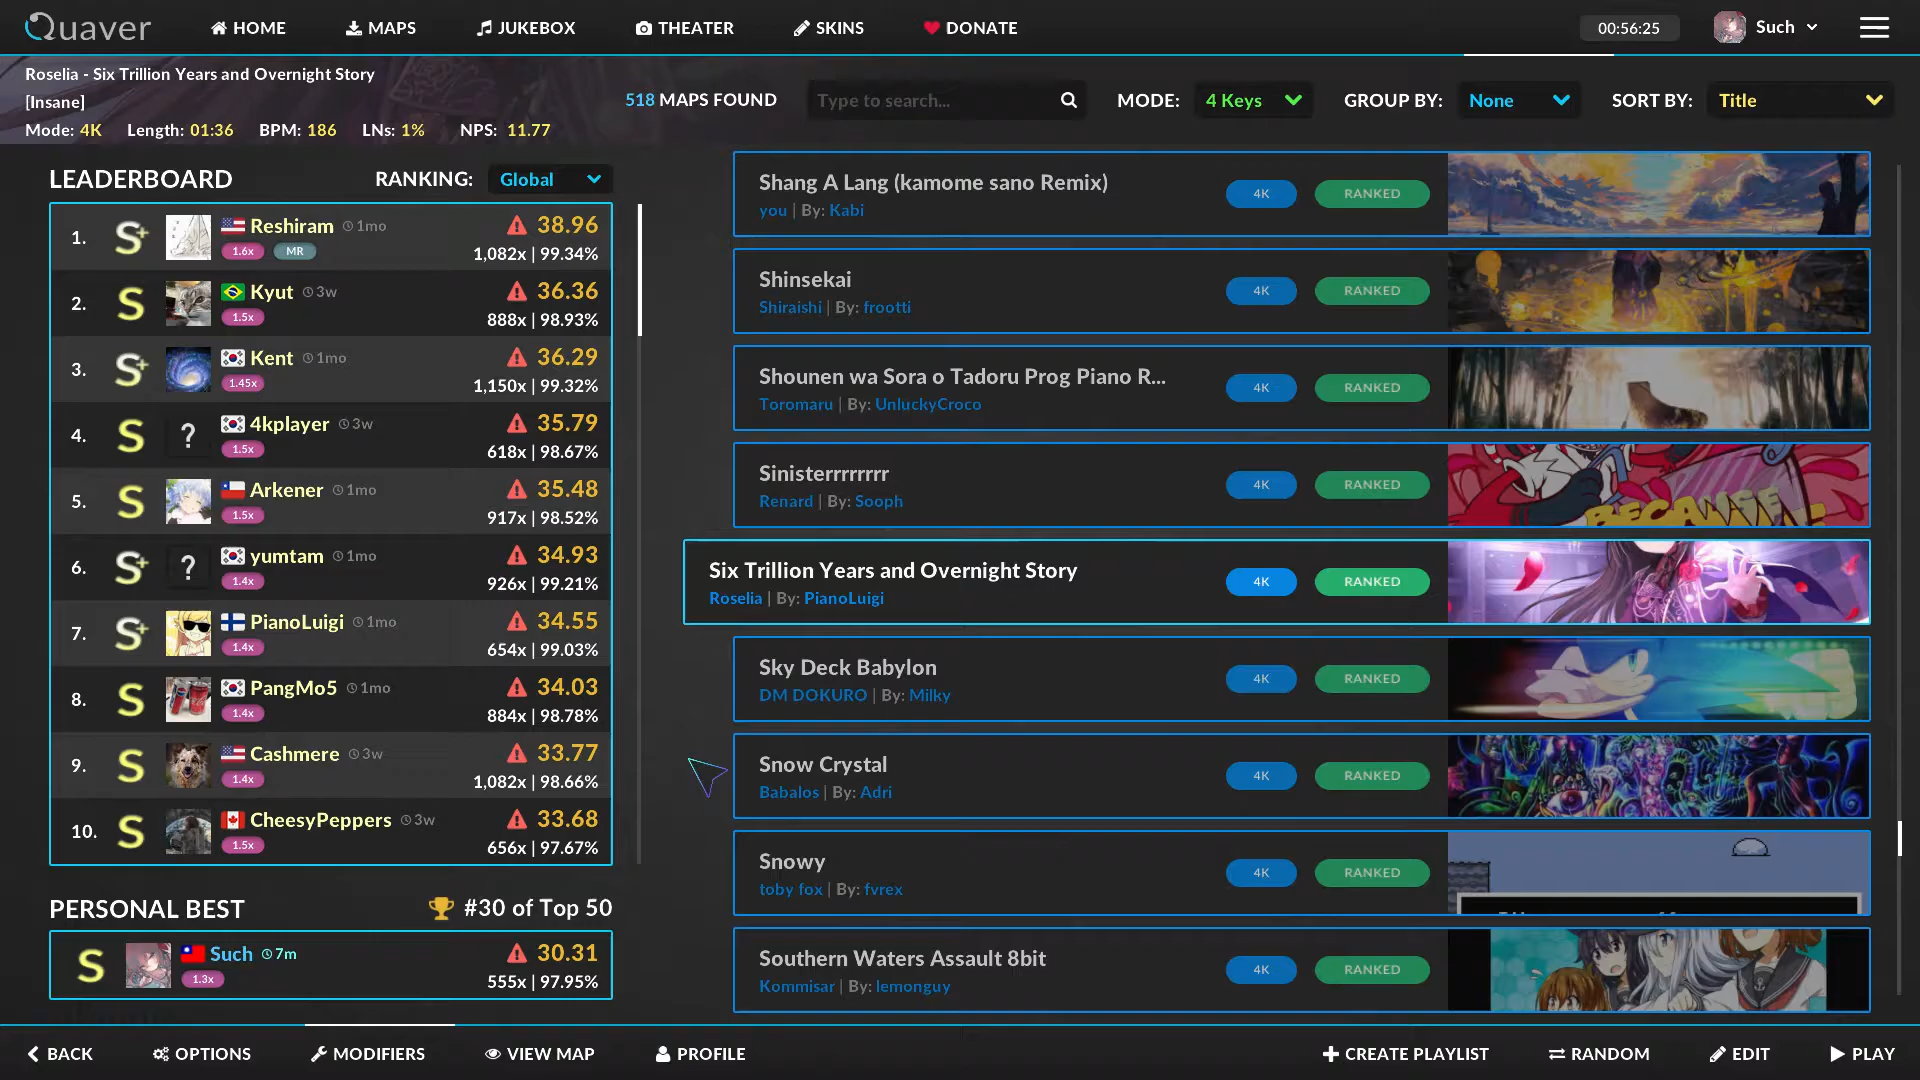 Quaver
HOME
MAPS
JUKEBOX
THEATER
SKINS
DONATE
00:56:25
Such
Roselia - Six Trillion Years and Overnight Story
[Insane]
Mode: 4K Length: 01:36 BPM: 186 LNs: 1% NPS: 11.77
518 MAPS FOUND
Type to search...
MODE: 4 Keys
GROUP BY: None
SORT BY: Title
LEADERBOARD
RANKING: Global
1. S+ Reshiram 1mo 38.96
1.6x MR 1,082x | 99.34%
2. S Kyut 3w 36.36
1.5x 888x | 98.93%
3. S+ Kent 1mo 36.29
1.45x 1,150x | 99.32%
4. S ? 4kplayer 3w 35.79
1.5x 618x | 98.67%
5. S Arkener 1mo 35.48
1.5x 917x | 98.52%
6. S+ ? yumtam 1mo 34.93
1.4x 926x | 99.21%
7. S+ PianoLuigi 1mo 34.55
1.4x 654x | 99.03%
8. S PangMo5 1mo 34.03
1.4x 884x | 98.78%
9. S Cashmere 3w 33.77
1.4x 1,082x | 98.66%
10. S CheesyPeppers 3w 33.68
1.5x 656x | 97.67%
PERSONAL BEST
#30 of Top 50
S Such 7m 30.31
1.3x 555x | 97.95%
Shang A Lang (kamome sano Remix)
you | By: Kabi
4K RANKED
Shinsekai
Shiraishi | By: frootti
4K RANKED
Shounen wa Sora o Tadoru Prog Piano R...
Toromaru | By: UnluckyCroco
4K RANKED
Sinisterrrrrrrr
Renard | By: Sooph
4K RANKED
BECAUSE
Six Trillion Years and Overnight Story
Roselia | By: PianoLuigi
4K RANKED
Sky Deck Babylon
DM DOKURO | By: Milky
4K RANKED
Snow Crystal
Babalos | By: Adri
4K RANKED
Snowy
toby fox | By: fvrex
4K RANKED
Southern Waters Assault 8bit
Kommisar | By: lemonguy
4K RANKED
BACK
OPTIONS
MODIFIERS
VIEW MAP
PROFILE
CREATE PLAYLIST
RANDOM
EDIT
PLAY